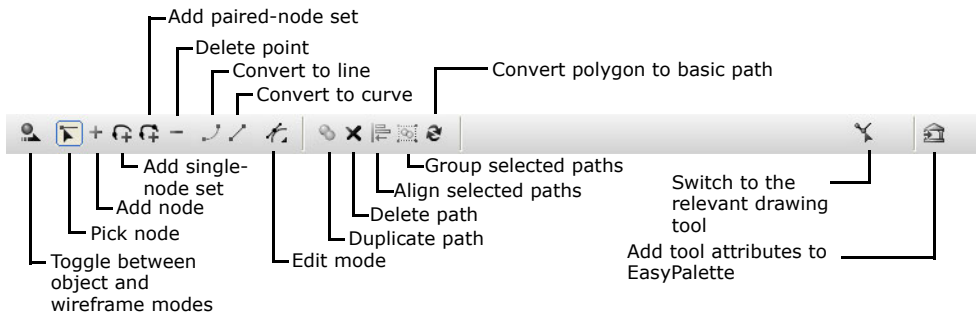 Add paired-node set
Delete point
Convert to line
Convert polygon to basic path
Convert to curve
Add single-
node set
Group selected paths
Align selected paths
Switch to the
relevant drawing
tool
Add node
Delete path
Pick node
Duplicate path
Toggle between
object and
wireframe modes
Edit mode
Add tool attributes to
EasyPalette